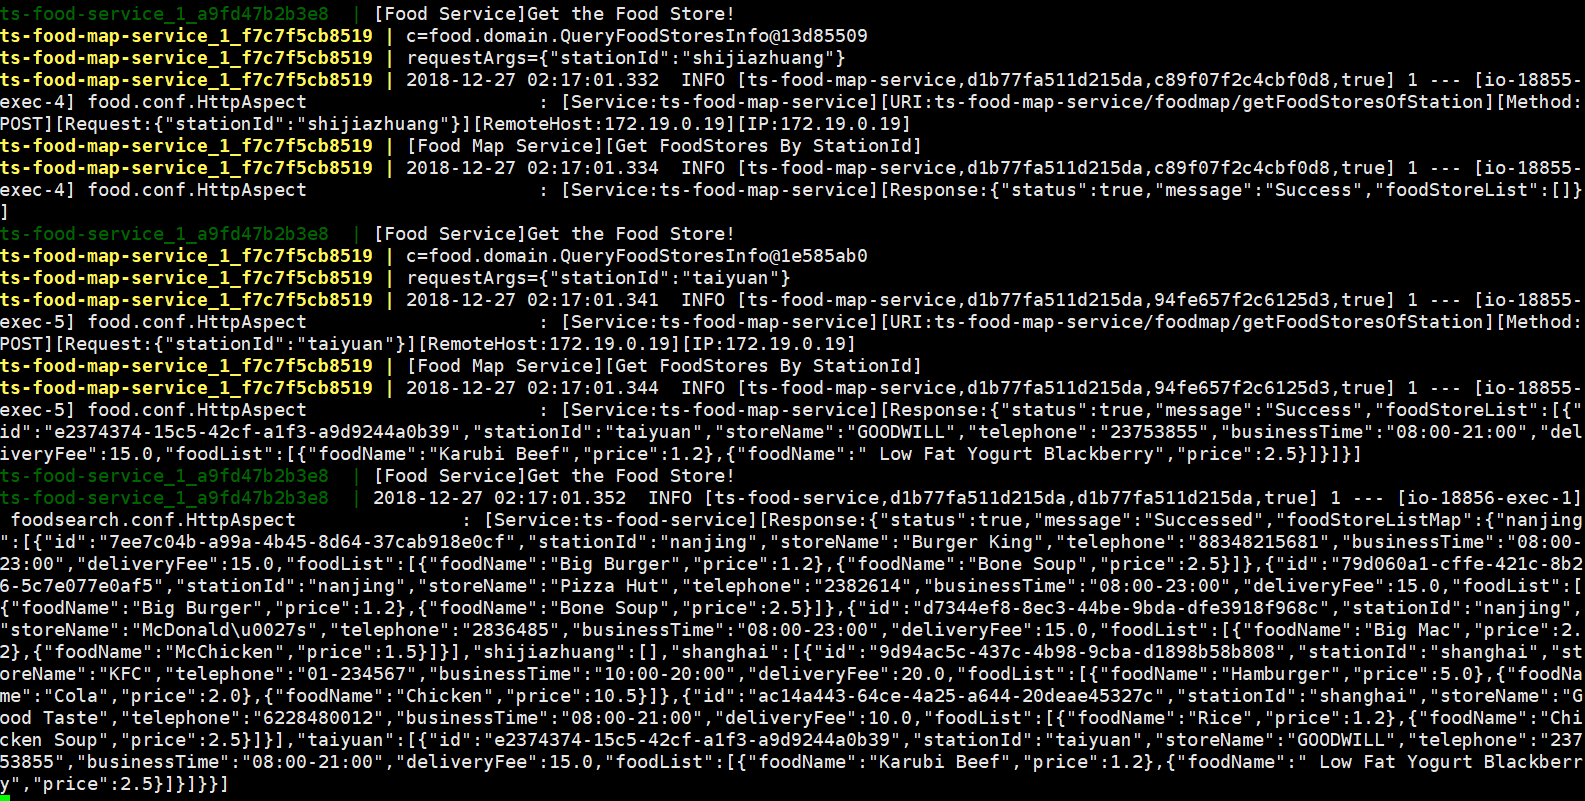 ts-food-service_1_a9fd47b2b3e8  | [Food Service]Get the Food Store!
ts-food-map-service_1_f7c7f5cb8519 | c=food.domain.QueryFoodStoresInfo@13d85509
ts-food-map-service_1_f7c7f5cb8519 | requestArgs={"stationId":"shijiazhuang"}
ts-food-map-service_1_f7c7f5cb8519 | 2018-12-27 02:17:01.332  INFO [ts-food-map-service,d1b77fa511d215da,c89f07f2c4cbf0d8,true] 1 --- [io-18855-
exec-4] food.conf.HttpAspect                     : [Service:ts-food-map-service][URI:ts-food-map-service/foodmap/getFoodStoresOfStation][Method:
POST][Request:{"stationId":"shijiazhuang"}][RemoteHost:172.19.0.19][IP:172.19.0.19]
ts-food-map-service_1_f7c7f5cb8519 | [Food Map Service][Get FoodStores By StationId]
ts-food-map-service_1_f7c7f5cb8519 | 2018-12-27 02:17:01.334  INFO [ts-food-map-service,d1b77fa511d215da,c89f07f2c4cbf0d8,true] 1 --- [io-18855-
exec-4] food.conf.HttpAspect                     : [Service:ts-food-map-service][Response:{"status":true,"message":"Success","foodStoreList":[]}
]
ts-food-service_1_a9fd47b2b3e8  | [Food Service]Get the Food Store!
ts-food-map-service_1_f7c7f5cb8519 | c=food.domain.QueryFoodStoresInfo@1e585ab0
ts-food-map-service_1_f7c7f5cb8519 | requestArgs={"stationId":"taiyuan"}
ts-food-map-service_1_f7c7f5cb8519 | 2018-12-27 02:17:01.341  INFO [ts-food-map-service,d1b77fa511d215da,94fe657f2c6125d3,true] 1 --- [io-18855-
exec-5] food.conf.HttpAspect                     : [Service:ts-food-map-service][URI:ts-food-map-service/foodmap/getFoodStoresOfStation][Method:
POST][Request:{"stationId":"taiyuan"}][RemoteHost:172.19.0.19][IP:172.19.0.19]
ts-food-map-service_1_f7c7f5cb8519 | [Food Map Service][Get FoodStores By StationId]
ts-food-map-service_1_f7c7f5cb8519 | 2018-12-27 02:17:01.344  INFO [ts-food-map-service,d1b77fa511d215da,94fe657f2c6125d3,true] 1 --- [io-18855-
exec-5] food.conf.HttpAspect                     : [Service:ts-food-map-service][Response:{"status":true,"message":"Success","foodStoreList":[{"
id":"e2374374-15c5-42cf-a1f3-a9d9244a0b39","stationId":"taiyuan","storeName":"GOODWILL","telephone":"23753855","businessTime":"08:00-21:00","del
iveryFee":15.0,"foodList":[{"foodName":"Karubi Beef","price":1.2},{"foodName":" Low Fat Yogurt Blackberry","price":2.5}]}]}]
ts-food-service_1_a9fd47b2b3e8  | [Food Service]Get the Food Store!
ts-food-service_1_a9fd47b2b3e8  | 2018-12-27 02:17:01.352  INFO [ts-food-service,d1b77fa511d215da,d1b77fa511d215da,true] 1 --- [io-18856-exec-1]
 foodsearch.conf.HttpAspect               : [Service:ts-food-service][Response:{"status":true,"message":"Successed","foodStoreListMap":{"nanjing
":[{"id":"7ee7c04b-a99a-4b45-8d64-37cab918e0cf","stationId":"nanjing","storeName":"Burger King","telephone":"88348215681","businessTime":"08:00-
23:00","deliveryFee":15.0,"foodList":[{"foodName":"Big Burger","price":1.2},{"foodName":"Bone Soup","price":2.5}]},{"id":"79d060a1-cffe-421c-8b2
6-5c7e077e0af5","stationId":"nanjing","storeName":"Pizza Hut","telephone":"2382614","businessTime":"08:00-23:00","deliveryFee":15.0,"foodList":[
{"foodName":"Big Burger","price":1.2},{"foodName":"Bone Soup","price":2.5}]},{"id":"d7344ef8-8ec3-44be-9bda-dfe3918f968c","stationId":"nanjing",
"storeName":"McDonald\u0027s","telephone":"2836485","businessTime":"08:00-23:00","deliveryFee":15.0,"foodList":[{"foodName":"Big Mac","price":2.
2},{"foodName":"McChicken","price":1.5}]}],"shijiazhuang":[],"shanghai":[{"id":"9d94ac5c-437c-4b98-9cba-d1898b58b808","stationId":"shanghai","st
oreName":"KFC","telephone":"01-234567","businessTime":"10:00-20:00","deliveryFee":20.0,"foodList":[{"foodName":"Hamburger","price":5.0},{"foodNa
me":"Cola","price":2.0},{"foodName":"Chicken","price":10.5}]},{"id":"ac14a443-64ce-4a25-a644-20deae45327c","stationId":"shanghai","storeName":"G
ood Taste","telephone":"6228480012","businessTime":"08:00-21:00","deliveryFee":10.0,"foodList":[{"foodName":"Rice","price":1.2},{"foodName":"Chi
cken Soup","price":2.5}]}],"taiyuan":[{"id":"e2374374-15c5-42cf-a1f3-a9d9244a0b39","stationId":"taiyuan","storeName":"GOODWILL","telephone":"237
53855","businessTime":"08:00-21:00","deliveryFee":15.0,"foodList":[{"foodName":"Karubi Beef","price":1.2},{"foodName":" Low Fat Yogurt Blackberr
y","price":2.5}]}]}}]